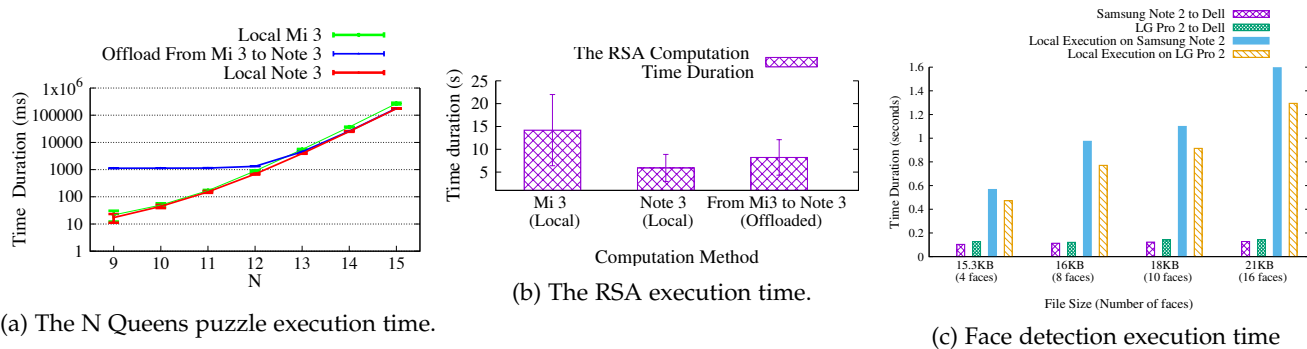 Local Mi 3
Offload From Mi 3 to Note 3
Local Note 3
Time Duration (ms)
1x10^6
100000
10000
1000
100
10
1
9 10 11 12 13 14 15
N
(a) The N Queens puzzle execution time.
The RSA Computation
Time Duration
Time duration (s)
25
20
15
10
5
Mi 3 Note 3 From Mi3 to Note 3
(Local) (Local) (Offloaded)
Computation Method
(b) The RSA execution time.
Samsung Note 2 to Dell
LG Pro 2 to Dell
Local Execution on Samsung Note 2
Local Execution on LG Pro 2
Time Duration (seconds)
1.6
1.4
1.2
1
0.8
0.6
0.4
0.2
0
15.3KB 16KB 18KB 21KB
(4 faces) (8 faces) (10 faces) (16 faces)
File Size (Number of faces)
(c) Face detection execution time